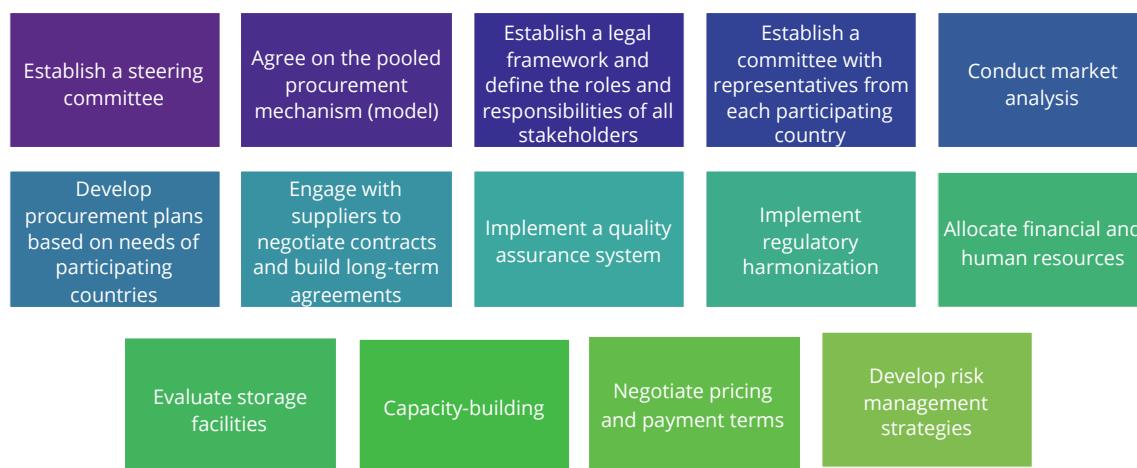 Establish a steering
committee
Agree on the pooled
procurement
mechanism (model)
Establish a legal
framework and
define the roles and
responsibilities of all
stakeholders
Establish a
committee with
representatives from
each participating
country
Conduct market
analysis
Develop
procurement plans
based on needs of
participating
countries
Engage with
suppliers to
negotiate contracts
and build long-term
agreements
Implement a quality
assurance system
Implement
regulatory
harmonization
Allocate financial and
human resources
Evaluate storage
facilities
Capacity-building
Negotiate pricing
and payment terms
Develop risk
management
strategies